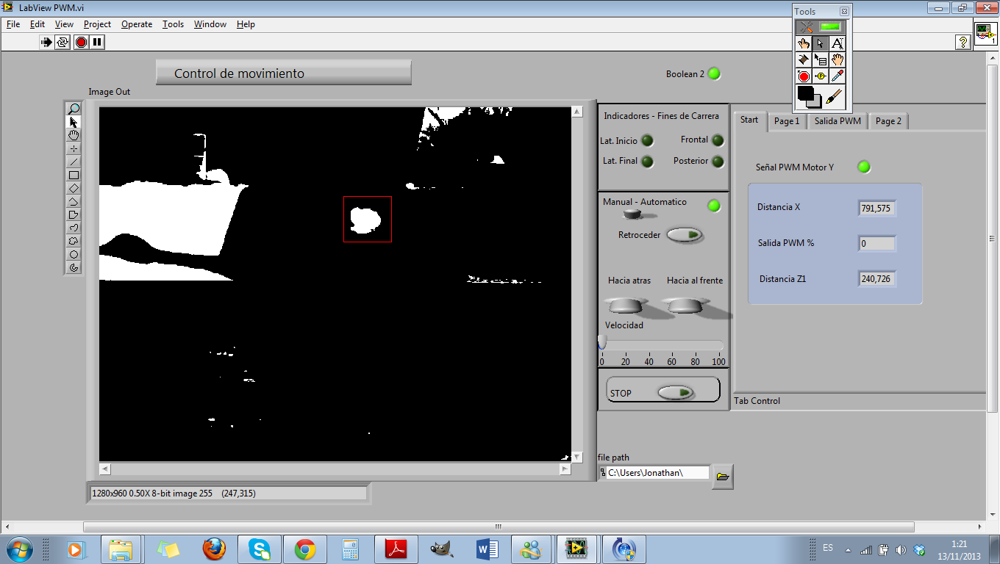 LabView PWM.vi
Tools
File Edit View Project Operate Tools Window Help
1
Control de movimiento
Boolean 2
Image Out
Indicadores - Fines de Carrera
Lat. Inicio
Frontal
Lat. Final
Posterior
Start
Page 1
Salida PWM
Page 2
Señal PWM Motor Y
Manual - Automatico
Distancia X
791,575
Retroceder
Salida PWM %
0
Distancia Z1
240,726
Hacia atras
Hacia al frente
Velocidad
0 20 40 60 80 100
STOP
Tab Control
file path
C:\Users\Jonathan\
1280x960 0.50X 8-bit image 255 (247,315)
ES
1:21
13/11/2013